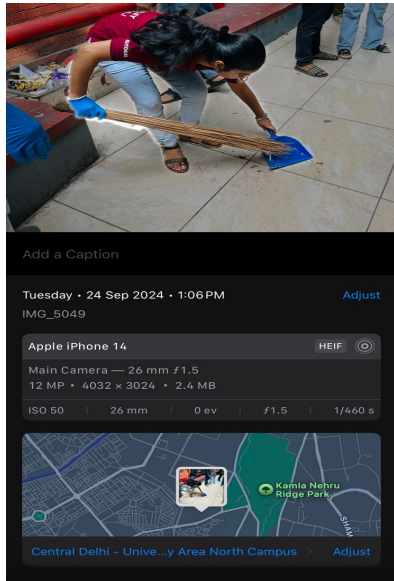 Add a Caption
Tuesday • 24 Sep 2024 • 1:06 PM Adjust
IMG_5049
Apple iPhone 14 HEIF
Main Camera — 26 mm ƒ1.5
12 MP • 4032 × 3024 • 2.4 MB
ISO 50 26 mm 0 ev ƒ1.5 1/460 s
Kamla Nehru
Ridge Park
SHAM
Central Delhi - Unive...y Area North Campus Adjust